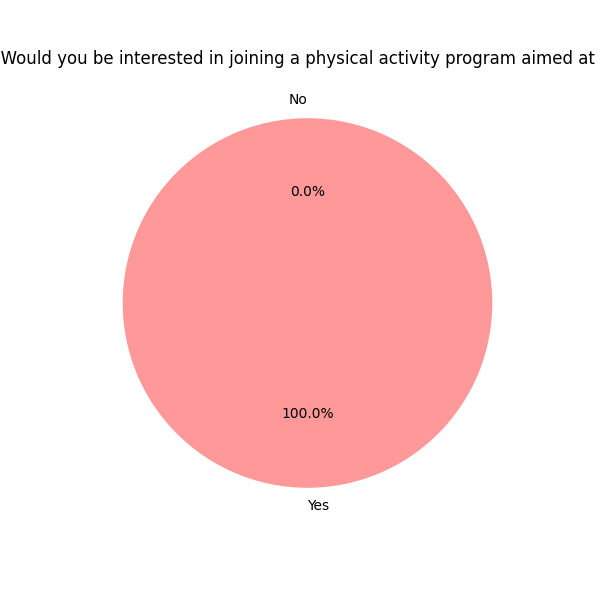 Would you be interested in joining a physical activity program aimed at
No
0.0%
100.0%
Yes